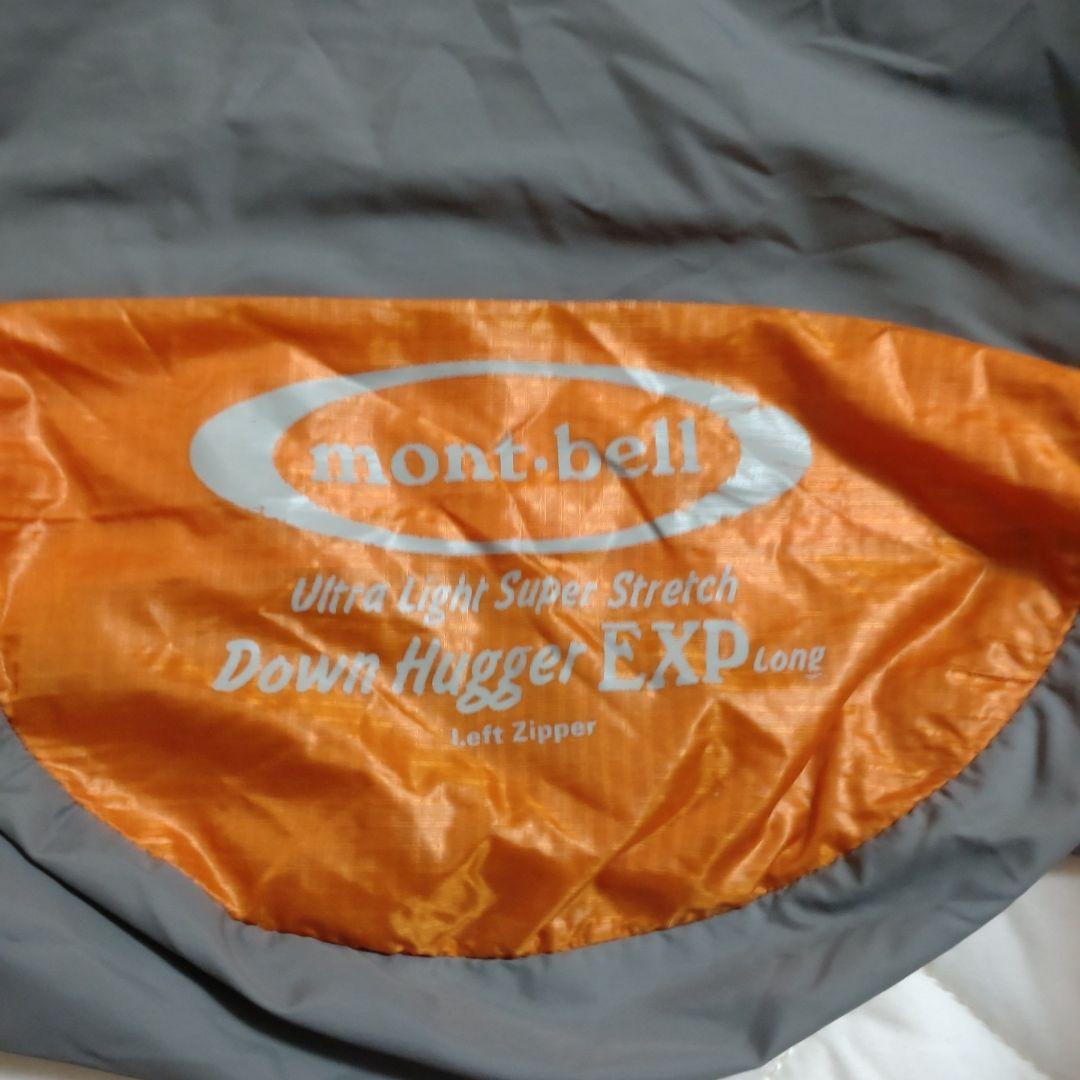 mont·bell
Ultra Light Super Stretch
Down Hugger EXP Long
Left Zipper